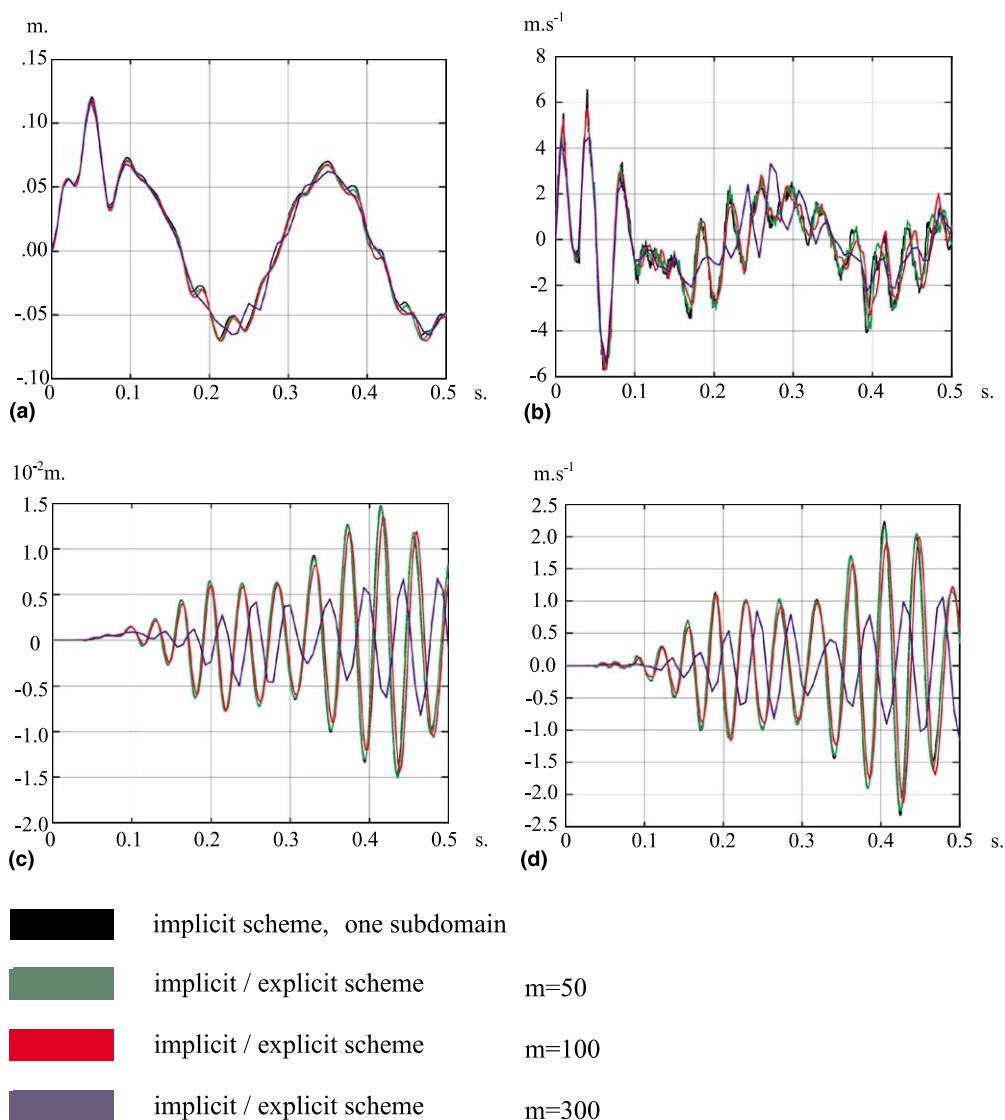 m.
.15
.10
.05
.00
-.05
-.10
0 0.1 0.2 0.3 0.4 0.5 s.
(a)
m.s-1
8
6
4
2
0
-2
-4
-6
0 0.1 0.2 0.3 0.4 0.5 s.
(b)
10-2m.
1.5
1.0
0.5
0
-0.5
-1.0
-1.5
-2.0
0 0.1 0.2 0.3 0.4 0.5 s.
(c)
m.s-1
2.5
2.0
1.5
1.0
0.5
0.0
-0.5
-1.0
-1.5
-2.0
-2.5
0 0.1 0.2 0.3 0.4 0.5 s.
(d)
implicit scheme, one subdomain
implicit / explicit scheme m=50
implicit / explicit scheme m=100
implicit / explicit scheme m=300